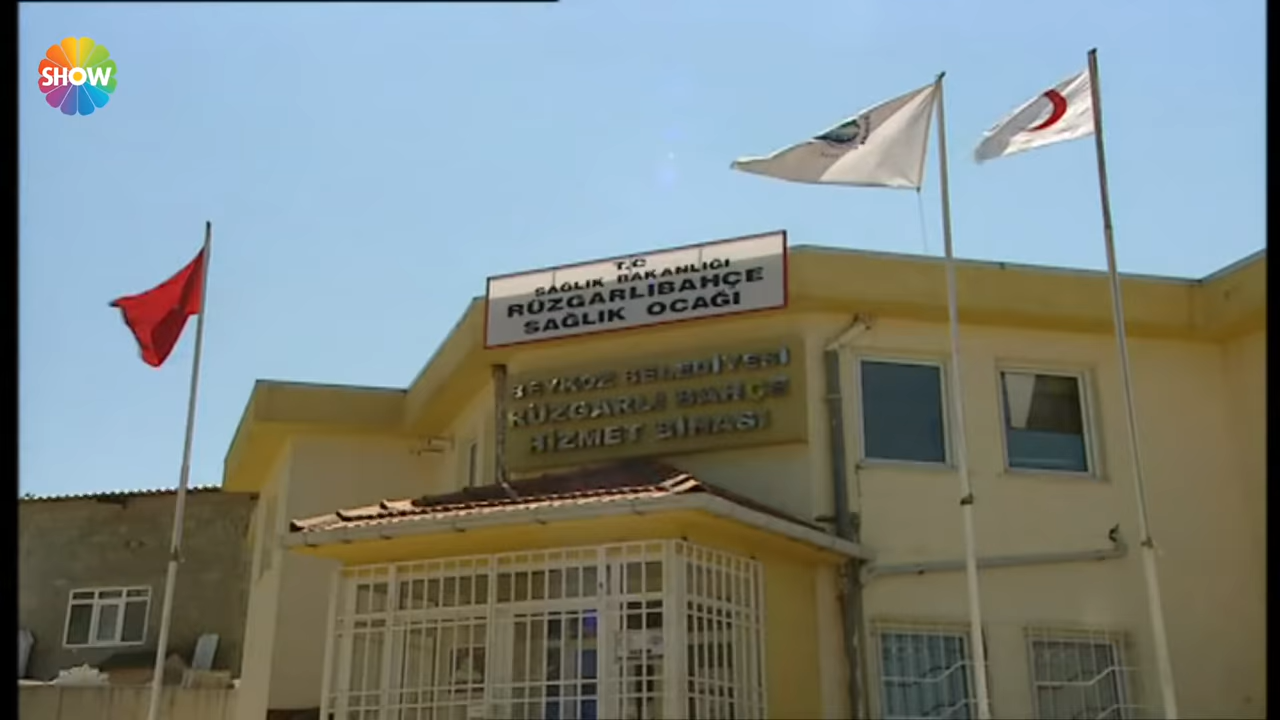 SHOW
T.C
SAĞLIK BAKANLIĞI
RÜZGARLIBAHÇE
SAĞLIK OCAĞI
BEYKOZ BELEDİYESİ
RÜZGARLI BAHÇE
HİZMET BİNASI